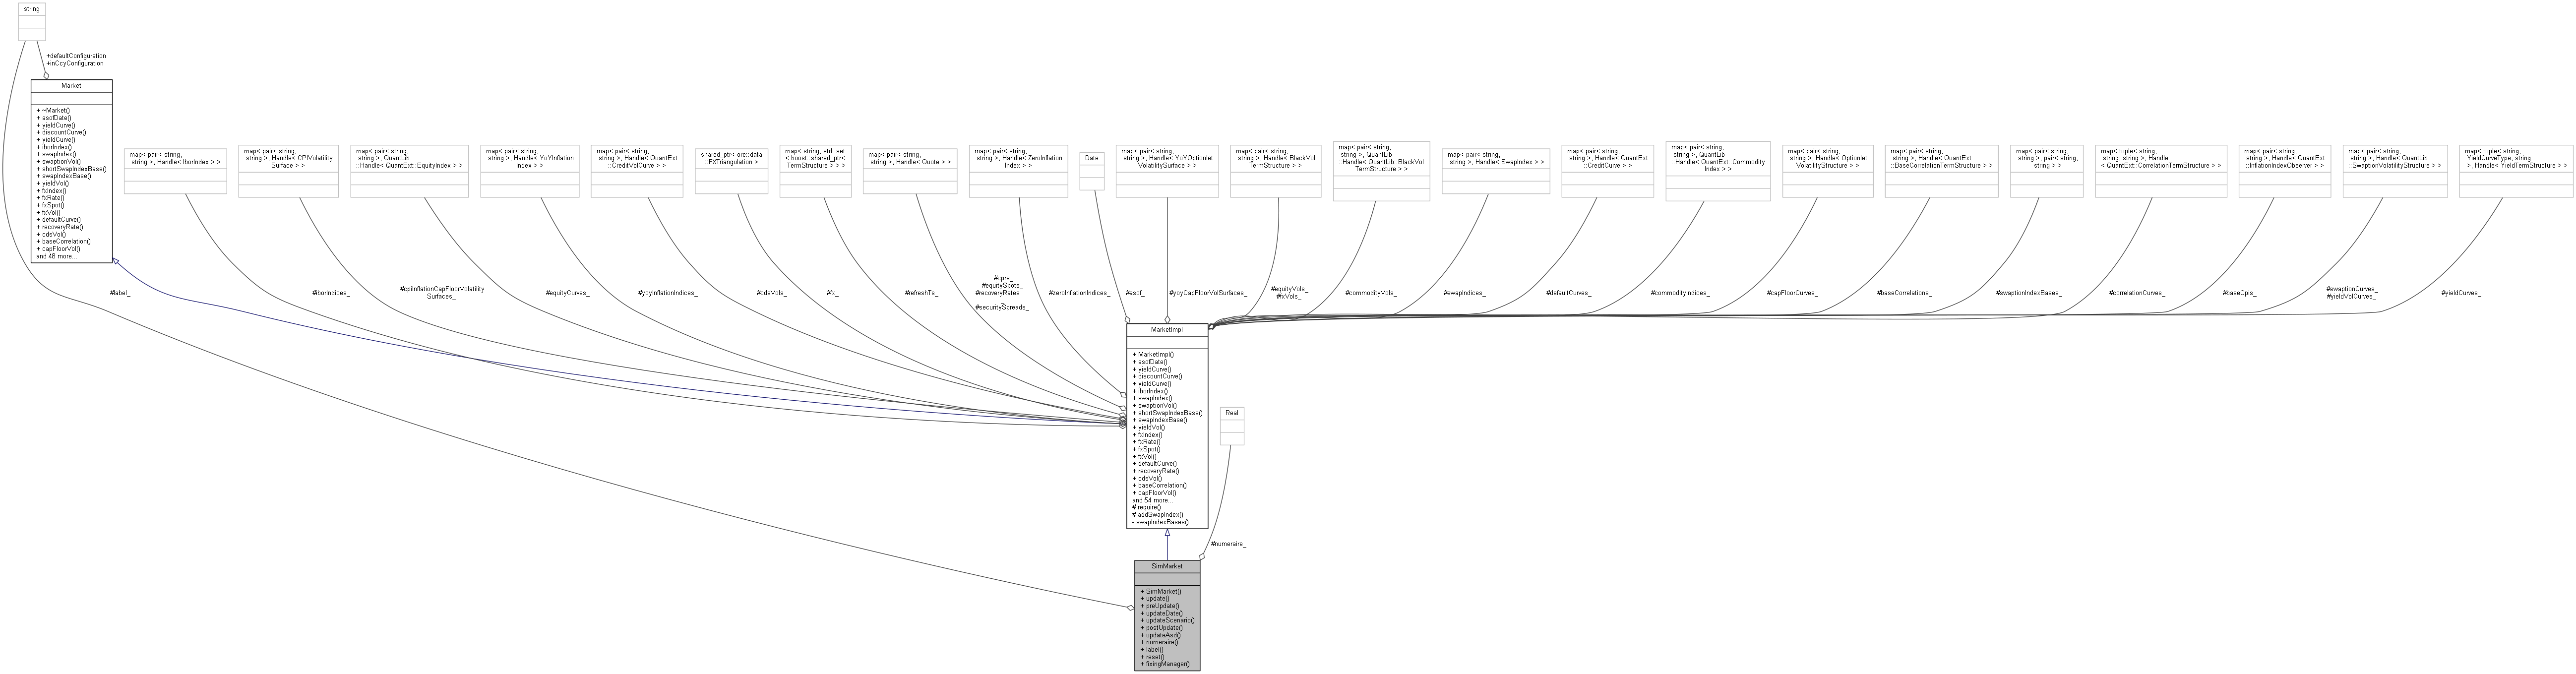 string
+defaultConfiguration
+inCcyConfiguration
Market
+ ~Market()
+ asofDate()
+ yieldCurve()
+ discountCurve()
+ yieldCurve()
+ iborIndex()
+ swapIndex()
+ swaptionVol()
+ shortSwapIndexBase()
+ swapIndexBase()
+ yieldVol()
+ fxIndex()
+ fxRate()
+ fxSpot()
+ fxVol()
+ defaultCurve()
+ recoveryRate()
+ cdsVol()
+ baseCorrelation()
+ capFloorVol()
and 48 more...
map< pair< string,
string >, Handle< IborIndex > >
map< pair< string,
string >, Handle< CPIVolatility
Surface > >
map< pair< string,
string >, QuantLib
::Handle< QuantExt::EquityIndex > >
map< pair< string,
string >, Handle< YoYInflation
Index > >
map< pair< string,
string >, Handle< QuantExt
::CreditVolCurve > >
shared_ptr< ore::data
::FXTriangulation >
map< string, std::set
< boost::shared_ptr<
TermStructure > > >
map< pair< string,
string >, Handle< Quote > >
map< pair< string,
string >, Handle< ZeroInflation
Index > >
Date
map< pair< string,
string >, Handle< YoYOptionlet
VolatilitySurface > >
map< pair< string,
string >, Handle< BlackVol
TermStructure > >
map< pair< string,
string >, QuantLib
::Handle< QuantLib::BlackVol
TermStructure > >
map< pair< string,
string >, Handle< SwapIndex > >
map< pair< string,
string >, Handle< QuantExt
::CreditCurve > >
map< pair< string,
string >, QuantLib
::Handle< QuantExt::Commodity
Index > >
map< pair< string,
string >, Handle< Optionlet
VolatilityStructure > >
map< pair< string,
string >, Handle< QuantExt
::BaseCorrelationTermStructure > >
map< pair< string,
string >, pair< string,
string > >
map< tuple< string,
string, string >, Handle
< QuantExt::CorrelationTermStructure > >
map< pair< string,
string >, Handle< QuantExt
::InflationIndexObserver > >
map< pair< string,
string >, Handle< QuantLib
::SwaptionVolatilityStructure > >
map< tuple< string,
YieldCurveType, string
>, Handle< YieldTermStructure > >
#label_
#iborIndices_
#cpiInflationCapFloorVolatility
Surfaces_
#equityCurves_
#yoyInflationIndices_
#cdsVols_
#fx_
#refreshTs_
#cprs_
#equitySpots_
#recoveryRates
_
#securitySpreads_
#zeroInflationIndices_
#asof_
#yoyCapFloorVolSurfaces_
#equityVols_
#fxVols_
#commodityVols_
#swapIndices_
#defaultCurves_
#commodityIndices_
#capFloorCurves_
#baseCorrelations_
#swaptionIndexBases_
#correlationCurves_
#baseCpis_
#swaptionCurves_
#yieldVolCurves_
#yieldCurves_
MarketImpl
+ MarketImpl()
+ asofDate()
+ yieldCurve()
+ discountCurve()
+ yieldCurve()
+ iborIndex()
+ swapIndex()
+ swaptionVol()
+ shortSwapIndexBase()
+ swapIndexBase()
+ yieldVol()
+ fxIndex()
+ fxRate()
+ fxSpot()
+ fxVol()
+ defaultCurve()
+ recoveryRate()
+ cdsVol()
+ baseCorrelation()
+ capFloorVol()
and 54 more...
# require()
# addSwapIndex()
- swapIndexBases()
Real
#numeraire_
SimMarket
+ SimMarket()
+ update()
+ preUpdate()
+ updateDate()
+ updateScenario()
+ postUpdate()
+ updateAsd()
+ numeraire()
+ label()
+ reset()
+ fixingManager()